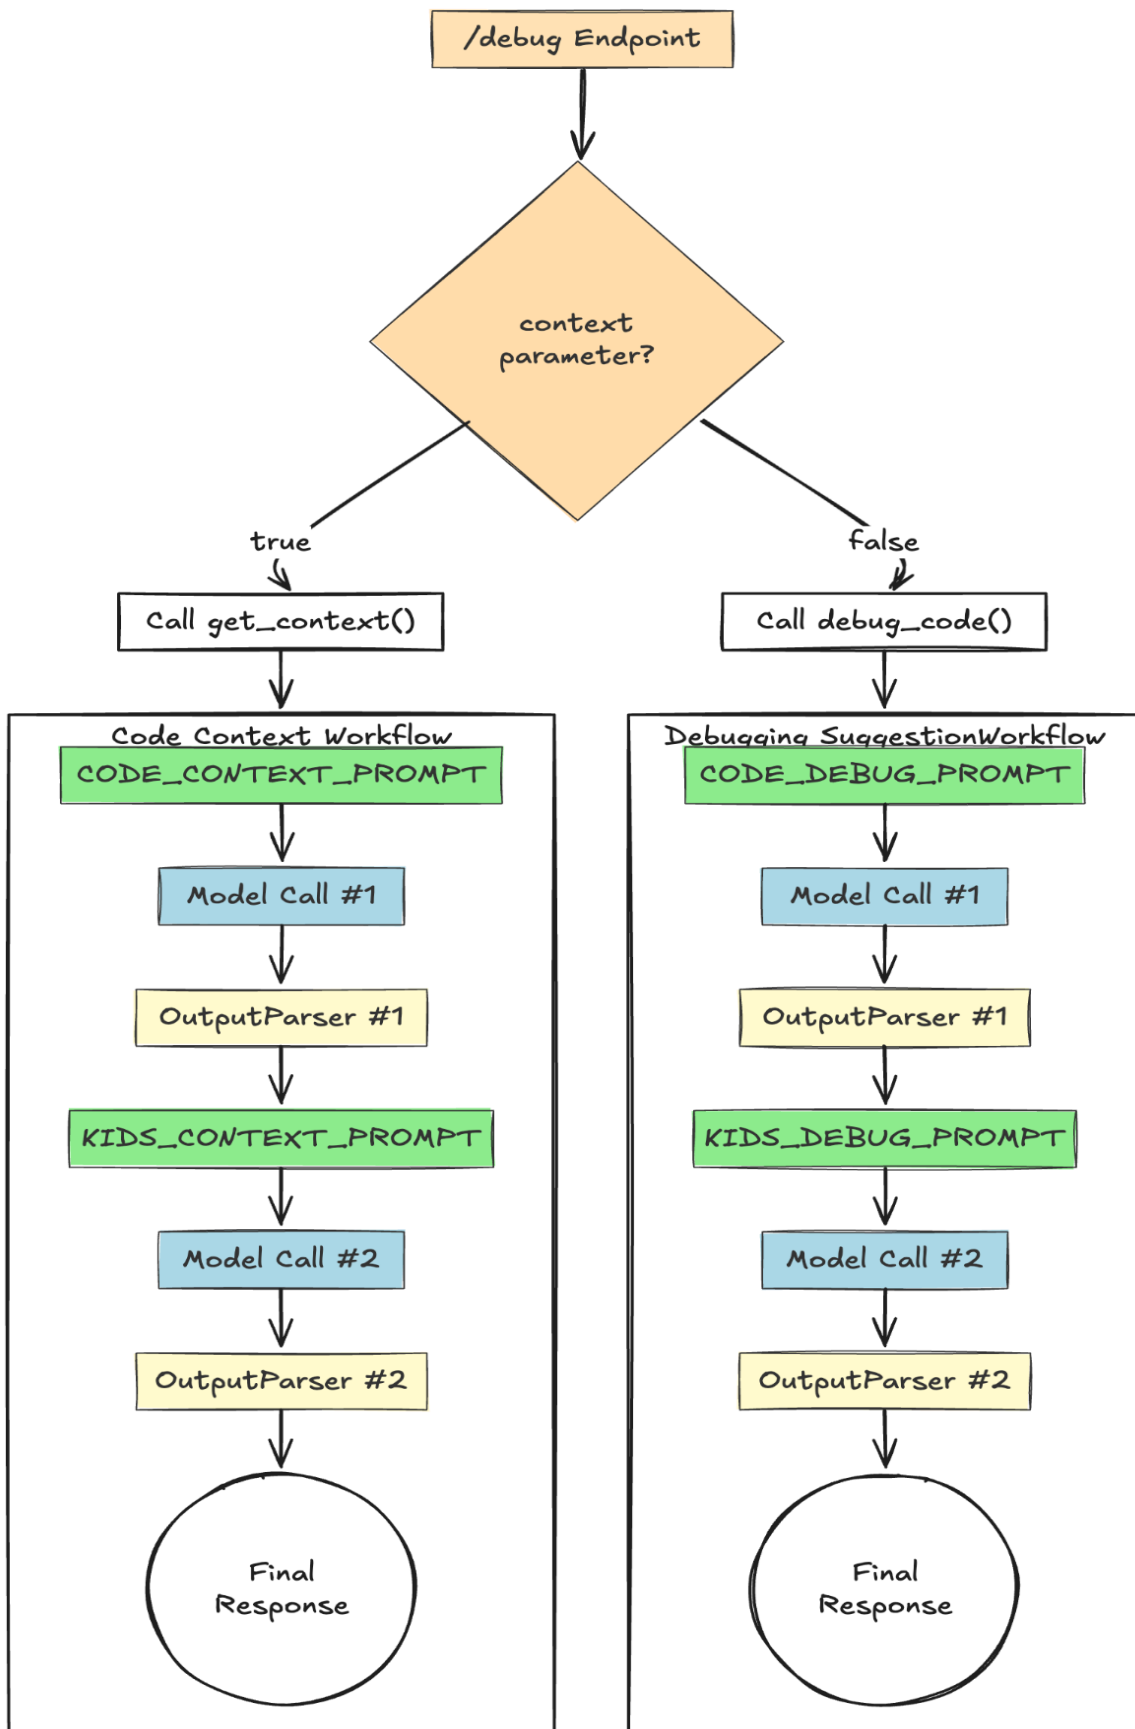 /debug Endpoint
context
parameter?
true
false
Call get_context()
Call debug_code()
Code Context Workflow
CODE_CONTEXT_PROMPT
Model Call #1
OutputParser #1
KIDS_CONTEXT_PROMPT
Model Call #2
OutputParser #2
Final
Response
Debugging SuggestionWorkflow
CODE_DEBUG_PROMPT
Model Call #1
OutputParser #1
KIDS_DEBUG_PROMPT
Model Call #2
OutputParser #2
Final
Response